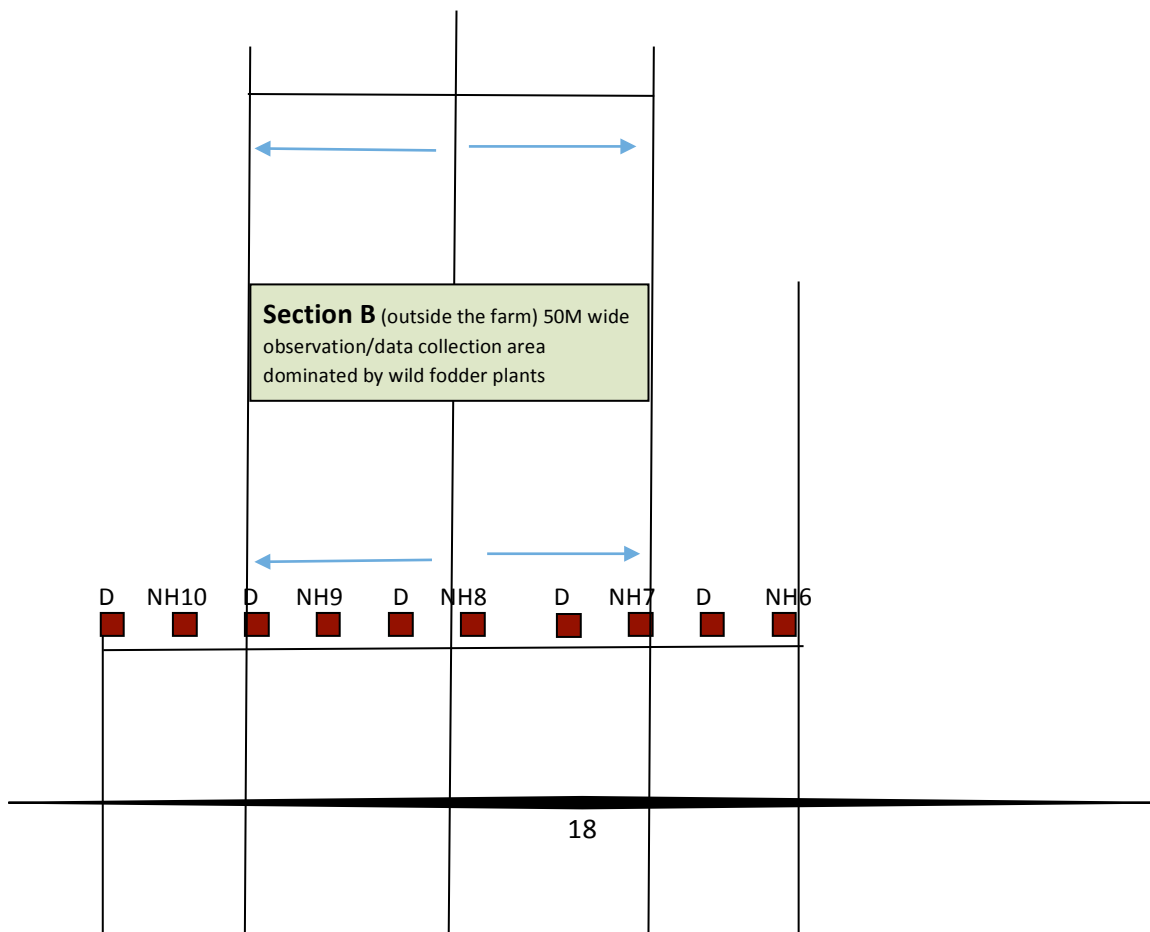 Section B (outside the farm) 50M wide
observation/data collection area
dominated by wild fodder plants
D NH10 D NH9 D NH8 D NH7 D NH6
18